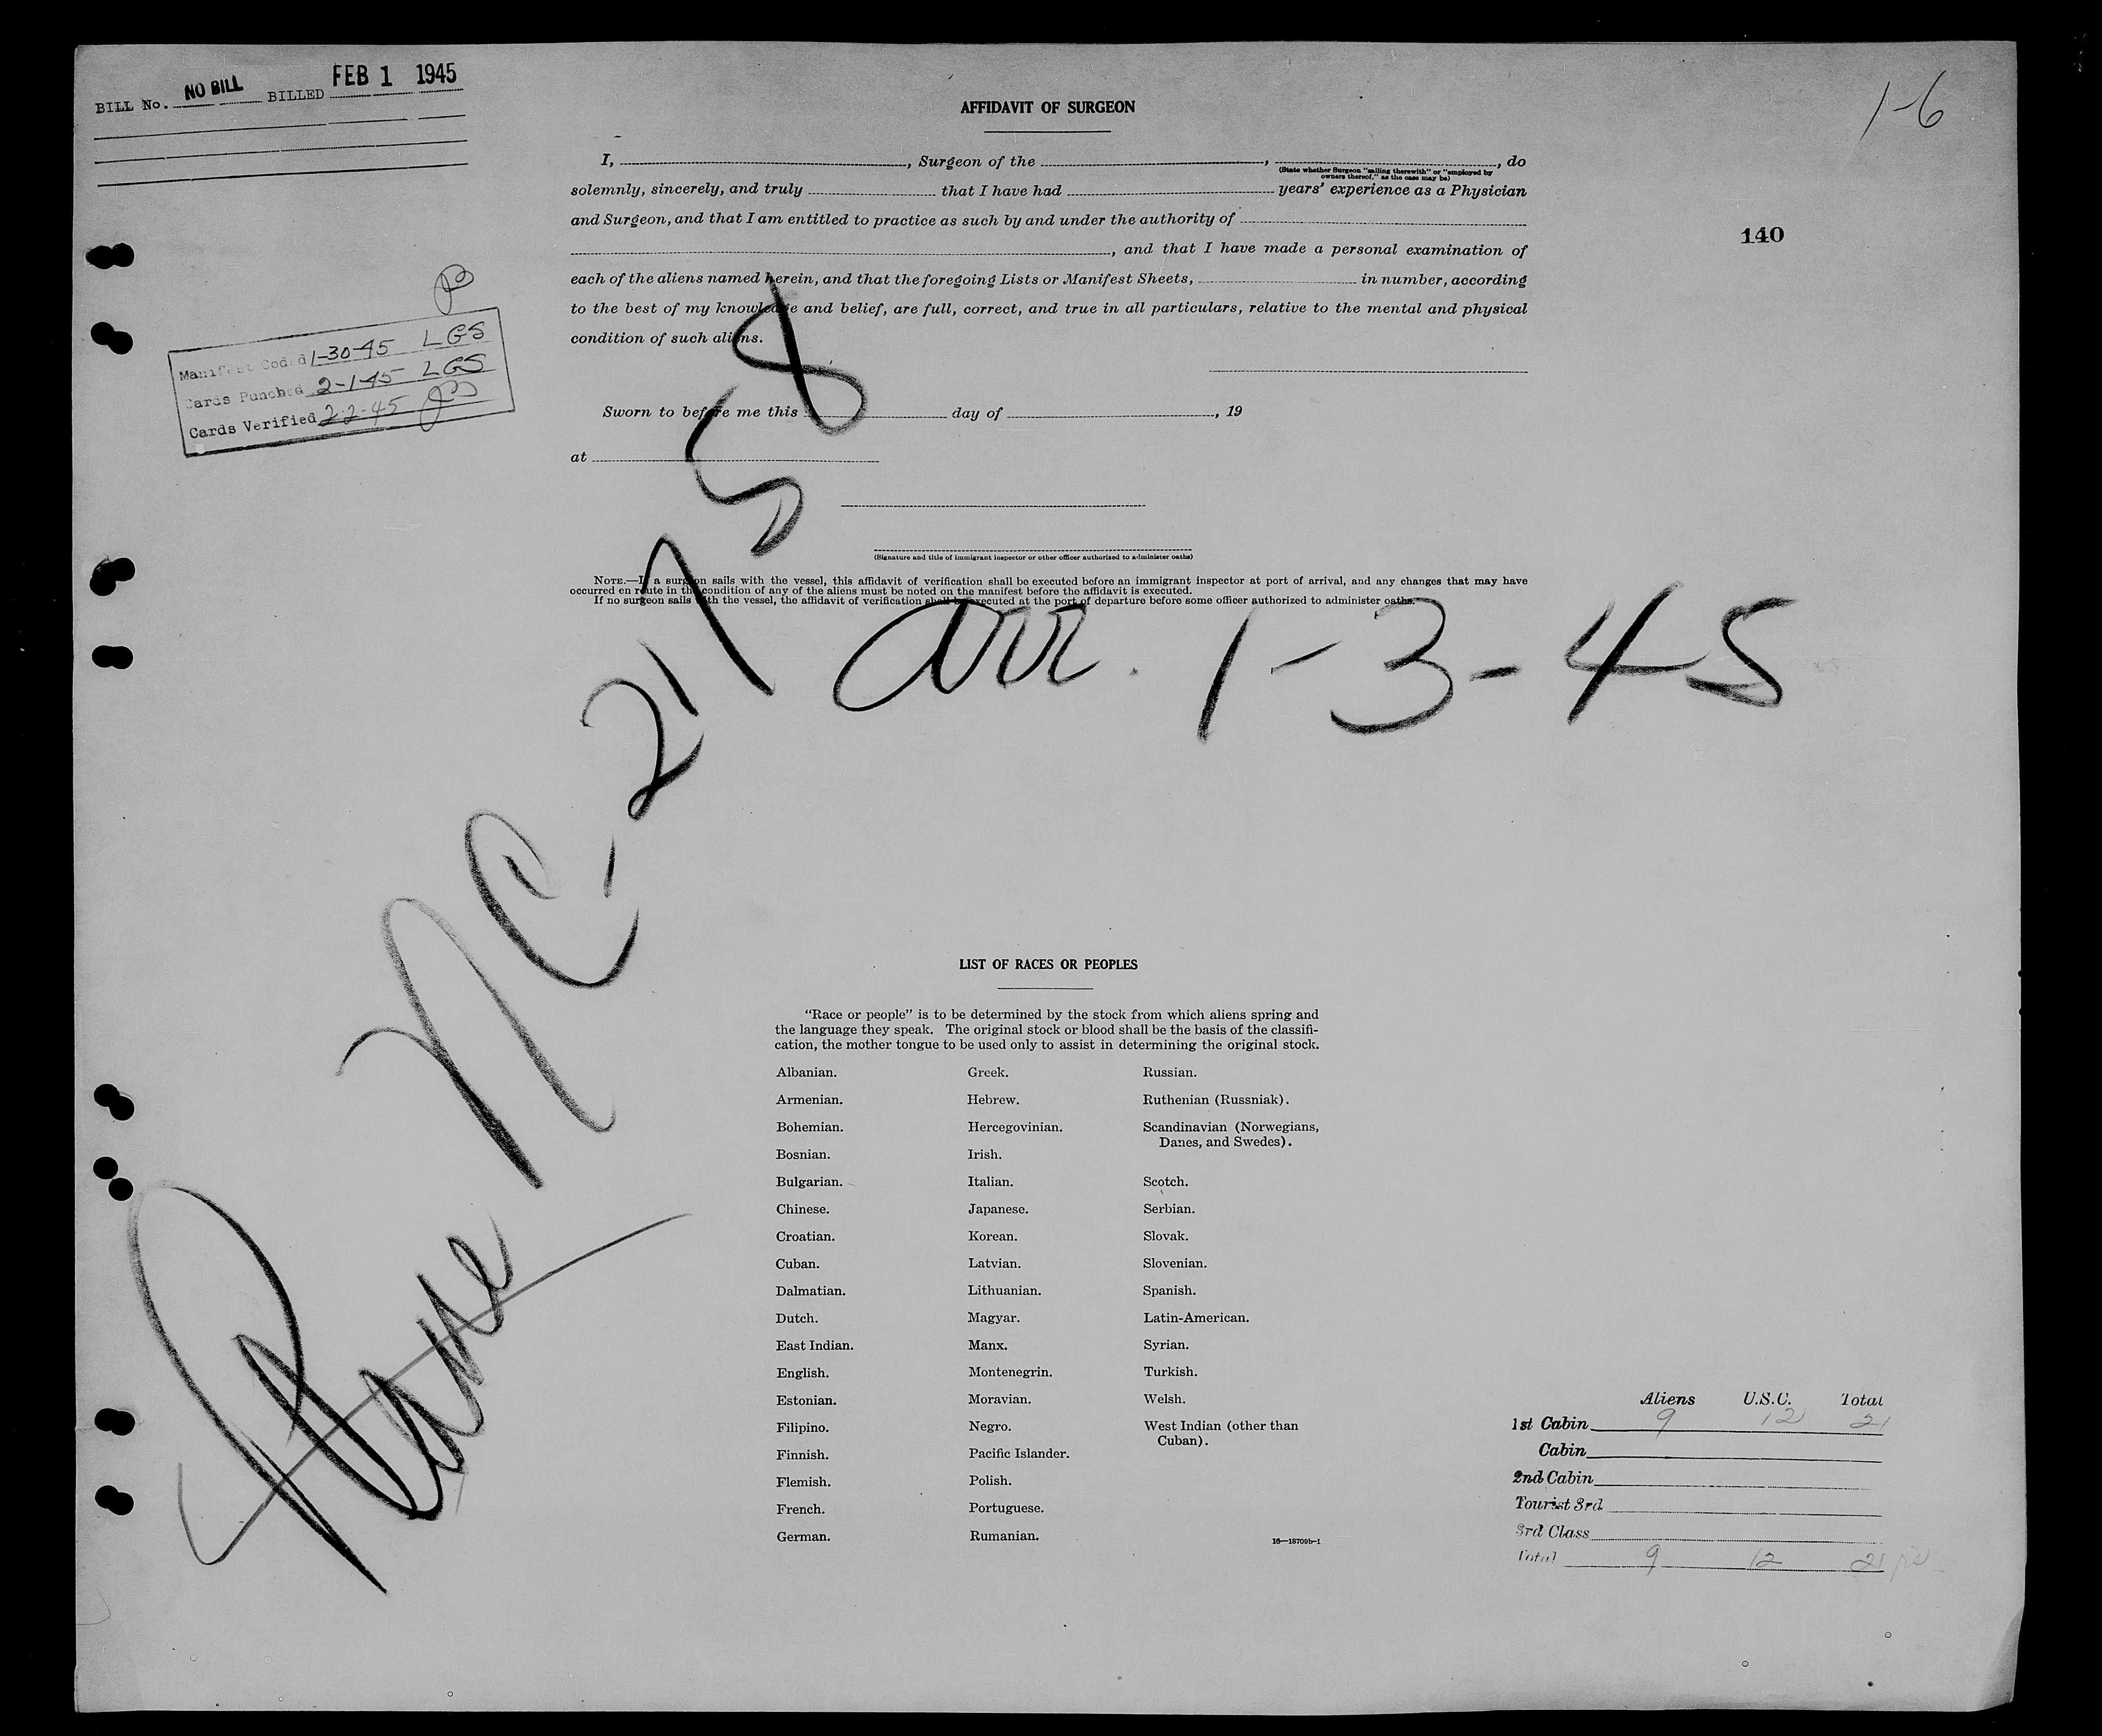 BILL No. NO BILL BILLED FEB 1 1945
1-6
AFFIDAVIT OF SURGEON
I, , Surgeon of the , , do
(State whether Surgeon "sailing therewith" or "employed by
owners thereof," as the case may be)
solemnly, sincerely, and truly that I have had years' experience as a Physician
and Surgeon, and that I am entitled to practice as such by and under the authority of
, and that I have made a personal examination of
140
each of the aliens named herein, and that the foregoing Lists or Manifest Sheets, in number, according
to the best of my knowledge and belief, are full, correct, and true in all particulars, relative to the mental and physical
condition of such aliens.
Manifest Coded 1-30-45 LGS
Cards Punched 2-1-45 LGS
Cards Verified 2-2-45
Sworn to before me this day of , 19
at
(Signature and title of immigrant inspector or other officer authorized to administer oaths)
NOTE.—If a surgeon sails with the vessel, this affidavit of verification shall be executed before an immigrant inspector at port of arrival, and any changes that may have
occurred en route in the condition of any of the aliens must be noted on the manifest before the affidavit is executed.
If no surgeon sails with the vessel, the affidavit of verification shall be executed at the port of departure before some officer authorized to administer oaths.
Plane NC-21758
arr. 1-3-45
LIST OF RACES OR PEOPLES
"Race or people" is to be determined by the stock from which aliens spring and
the language they speak. The original stock or blood shall be the basis of the classifi-
cation, the mother tongue to be used only to assist in determining the original stock.
Albanian.
Armenian.
Bohemian.
Bosnian.
Bulgarian.
Chinese.
Croatian.
Cuban.
Dalmatian.
Dutch.
East Indian.
English.
Estonian.
Filipino.
Finnish.
Flemish.
French.
German.
Greek.
Hebrew.
Hercegovinian.
Irish.
Italian.
Japanese.
Korean.
Latvian.
Lithuanian.
Magyar.
Manx.
Montenegrin.
Moravian.
Negro.
Pacific Islander.
Polish.
Portuguese.
Rumanian.
Russian.
Ruthenian (Russniak).
Scandinavian (Norwegians,
Danes, and Swedes).
Scotch.
Serbian.
Slovak.
Slovenian.
Spanish.
Latin-American.
Syrian.
Turkish.
Welsh.
West Indian (other than
Cuban).
16—18709b-1
Aliens U.S.C. Total
1st Cabin 9 12 21
Cabin
2nd Cabin
Tourist 3rd
3rd Class
Total 9 12 21